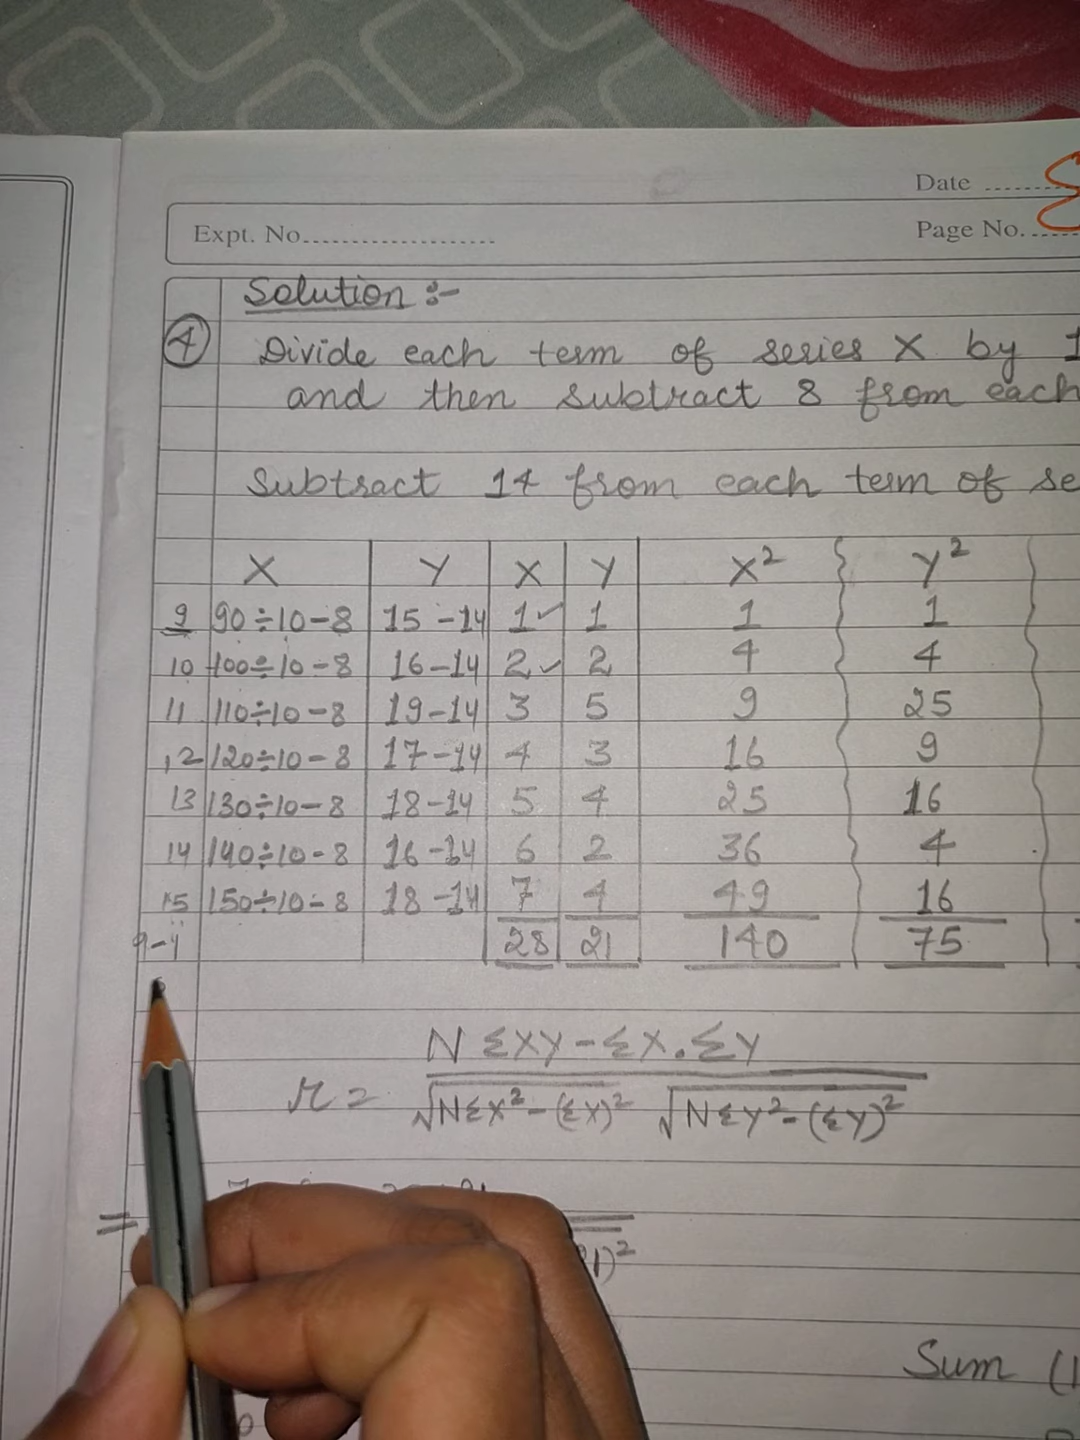 Date ........
Expt. No.....................
Page No. .....
Solution :-
4 Divide each term of series X by 1
and then subtract 8 from each
Subtract 14 from each term of se
X Y X Y X² Y²
9 90÷10-8 15-14 1 ✓ 1 1 1
10 100÷10-8 16-14 2 ✓ 2 4 4
11 110÷10-8 19-14 3 5 9 25
12 120÷10-8 17-14 4 3 16 9
13 130÷10-8 18-14 5 4 25 16
14 140÷10-8 16-14 6 2 36 4
15 150÷10-8 18-14 7 4 49 16
28 21 140 75
N ΣXY-ΣX.ΣY
r =
√NΣX²-(ΣX)² √NΣY²-(ΣY)²
=
21)²
Sum (1